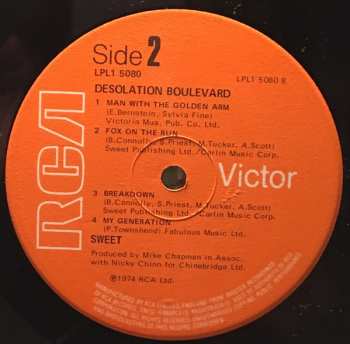 Side 2
LPL1 5080
LPL1 5080 B
DESOLATION BOULEVARD
1 MAN WITH THE GOLDEN ARM
(E.Bernstein, Sylvia Fine)
Victoria Mus. Pub. Co. Ltd.
2 FOX ON THE RUN
(B.Connolly, S.Priest, M.Tucker, A.Scott)
Sweet Publishing Ltd./Carlin Music Corp.
RCA
Victor
3 BREAKDOWN
(B.Connolly, S.Priest, M.Tucker, A.Scott)
Sweet Publishing Ltd./Carlin Music Corp.
4 MY GENERATION
(P.Townshend) Fabulous Music Ltd.
SWEET
Produced by Mike Chapman in Assoc.
with Nicky Chinn for Chinnebridge Ltd.
℗1974 RCA Ltd.